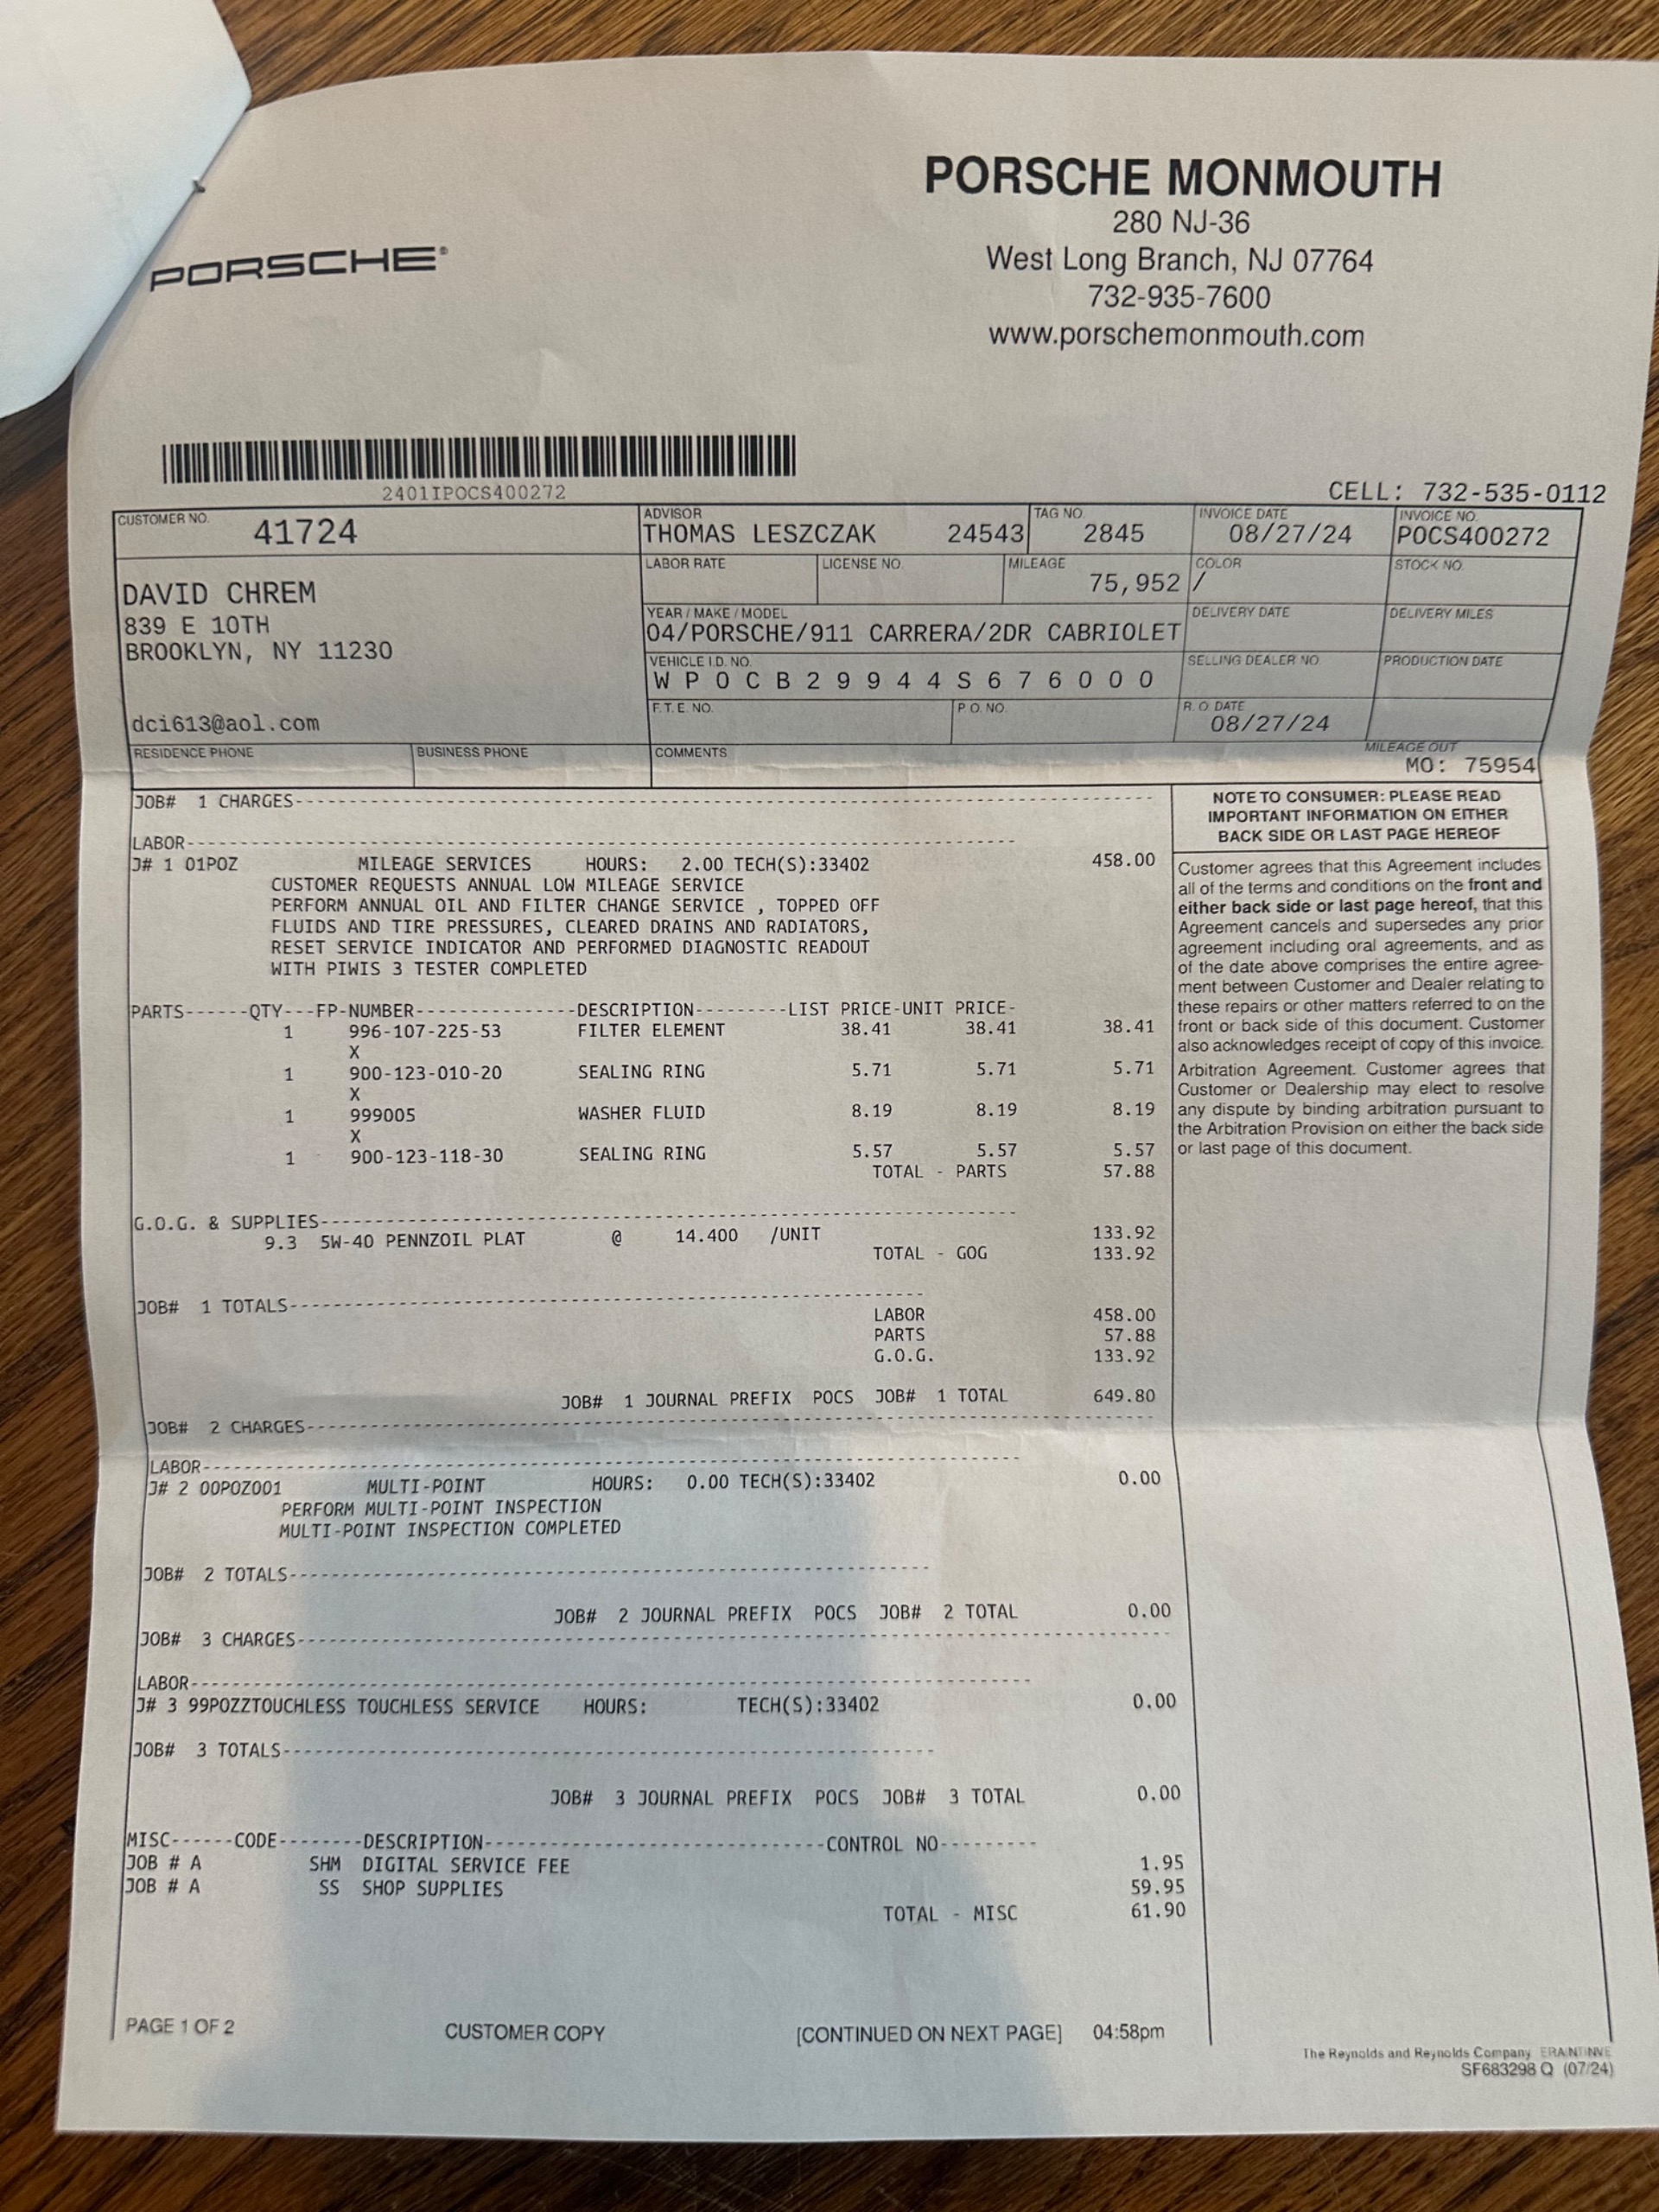 PORSCHE MONMOUTH
280 NJ-36
West Long Branch, NJ 07764
732-935-7600
www.porschemonmouth.com
PORSCHE®
2401IPOCS400272
CELL: 732-535-0112
CUSTOMER NO. 41724
ADVISOR THOMAS LESZCZAK 24543
TAG NO. 2845
INVOICE DATE 08/27/24
INVOICE NO. POCS400272
LABOR RATE
LICENSE NO.
MILEAGE 75,952
COLOR /
STOCK NO.
DAVID CHREM
839 E 10TH
BROOKLYN, NY 11230
dci613@aol.com
YEAR / MAKE / MODEL 04/PORSCHE/911 CARRERA/2DR CABRIOLET
DELIVERY DATE
DELIVERY MILES
VEHICLE I.D. NO. W P 0 C B 2 9 9 4 4 S 6 7 6 0 0 0
SELLING DEALER NO.
PRODUCTION DATE
F. T. E. NO.
P. O. NO.
R. O. DATE 08/27/24
RESIDENCE PHONE
BUSINESS PHONE
COMMENTS
MILEAGE OUT
MO: 75954
JOB# 1 CHARGES
LABOR
J# 1 01POZ MILEAGE SERVICES HOURS: 2.00 TECH(S):33402 458.00
CUSTOMER REQUESTS ANNUAL LOW MILEAGE SERVICE
PERFORM ANNUAL OIL AND FILTER CHANGE SERVICE , TOPPED OFF
FLUIDS AND TIRE PRESSURES, CLEARED DRAINS AND RADIATORS,
RESET SERVICE INDICATOR AND PERFORMED DIAGNOSTIC READOUT
WITH PIWIS 3 TESTER COMPLETED
PARTS------QTY---FP-NUMBER---------------DESCRIPTION---------LIST PRICE-UNIT PRICE-
1 996-107-225-53 FILTER ELEMENT 38.41 38.41 38.41
X
1 900-123-010-20 SEALING RING 5.71 5.71 5.71
X
1 999005 WASHER FLUID 8.19 8.19 8.19
X
1 900-123-118-30 SEALING RING 5.57 5.57 5.57
TOTAL - PARTS 57.88
G.O.G. & SUPPLIES
9.3 5W-40 PENNZOIL PLAT @ 14.400 /UNIT 133.92
TOTAL - GOG 133.92
JOB# 1 TOTALS
LABOR 458.00
PARTS 57.88
G.O.G. 133.92
JOB# 1 JOURNAL PREFIX POCS JOB# 1 TOTAL 649.80
JOB# 2 CHARGES
LABOR
J# 2 00POZ001 MULTI-POINT HOURS: 0.00 TECH(S):33402 0.00
PERFORM MULTI-POINT INSPECTION
MULTI-POINT INSPECTION COMPLETED
JOB# 2 TOTALS
JOB# 2 JOURNAL PREFIX POCS JOB# 2 TOTAL 0.00
JOB# 3 CHARGES
LABOR
J# 3 99POZZTOUCHLESS TOUCHLESS SERVICE HOURS: TECH(S):33402 0.00
JOB# 3 TOTALS
JOB# 3 JOURNAL PREFIX POCS JOB# 3 TOTAL 0.00
MISC------CODE--------DESCRIPTION---------------------------------CONTROL NO---------
JOB # A SHM DIGITAL SERVICE FEE 1.95
JOB # A SS SHOP SUPPLIES 59.95
TOTAL - MISC 61.90
NOTE TO CONSUMER: PLEASE READ
IMPORTANT INFORMATION ON EITHER
BACK SIDE OR LAST PAGE HEREOF
Customer agrees that this Agreement includes
all of the terms and conditions on the front and
either back side or last page hereof, that this
Agreement cancels and supersedes any prior
agreement including oral agreements, and as
of the date above comprises the entire agree-
ment between Customer and Dealer relating to
these repairs or other matters referred to on the
front or back side of this document. Customer
also acknowledges receipt of copy of this invoice.
Arbitration Agreement. Customer agrees that
Customer or Dealership may elect to resolve
any dispute by binding arbitration pursuant to
the Arbitration Provision on either the back side
or last page of this document.
PAGE 1 OF 2 CUSTOMER COPY [CONTINUED ON NEXT PAGE] 04:58pm
The Reynolds and Reynolds Company
SF683298 Q (07/24)